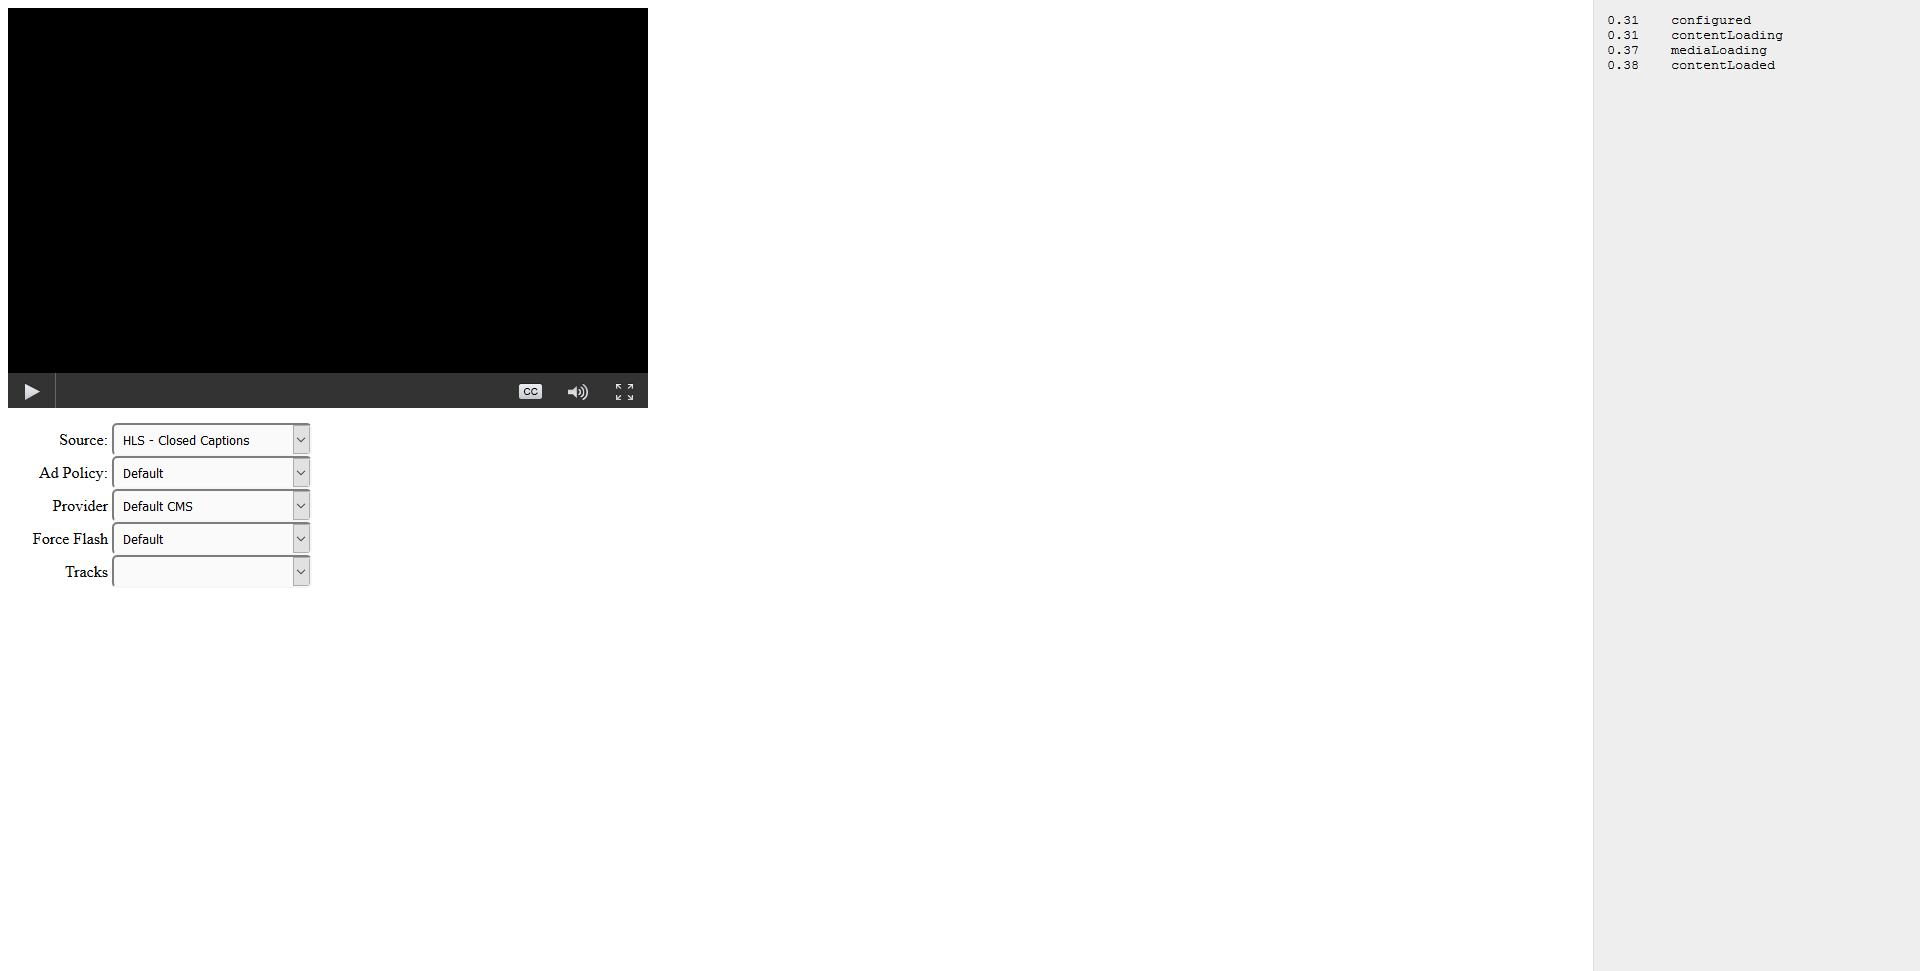 CC
Source: HLS - Closed Captions
Ad Policy: Default
Provider Default CMS
Force Flash Default
Tracks
0.31 configured
0.31 contentLoading
0.37 mediaLoading
0.38 contentLoaded